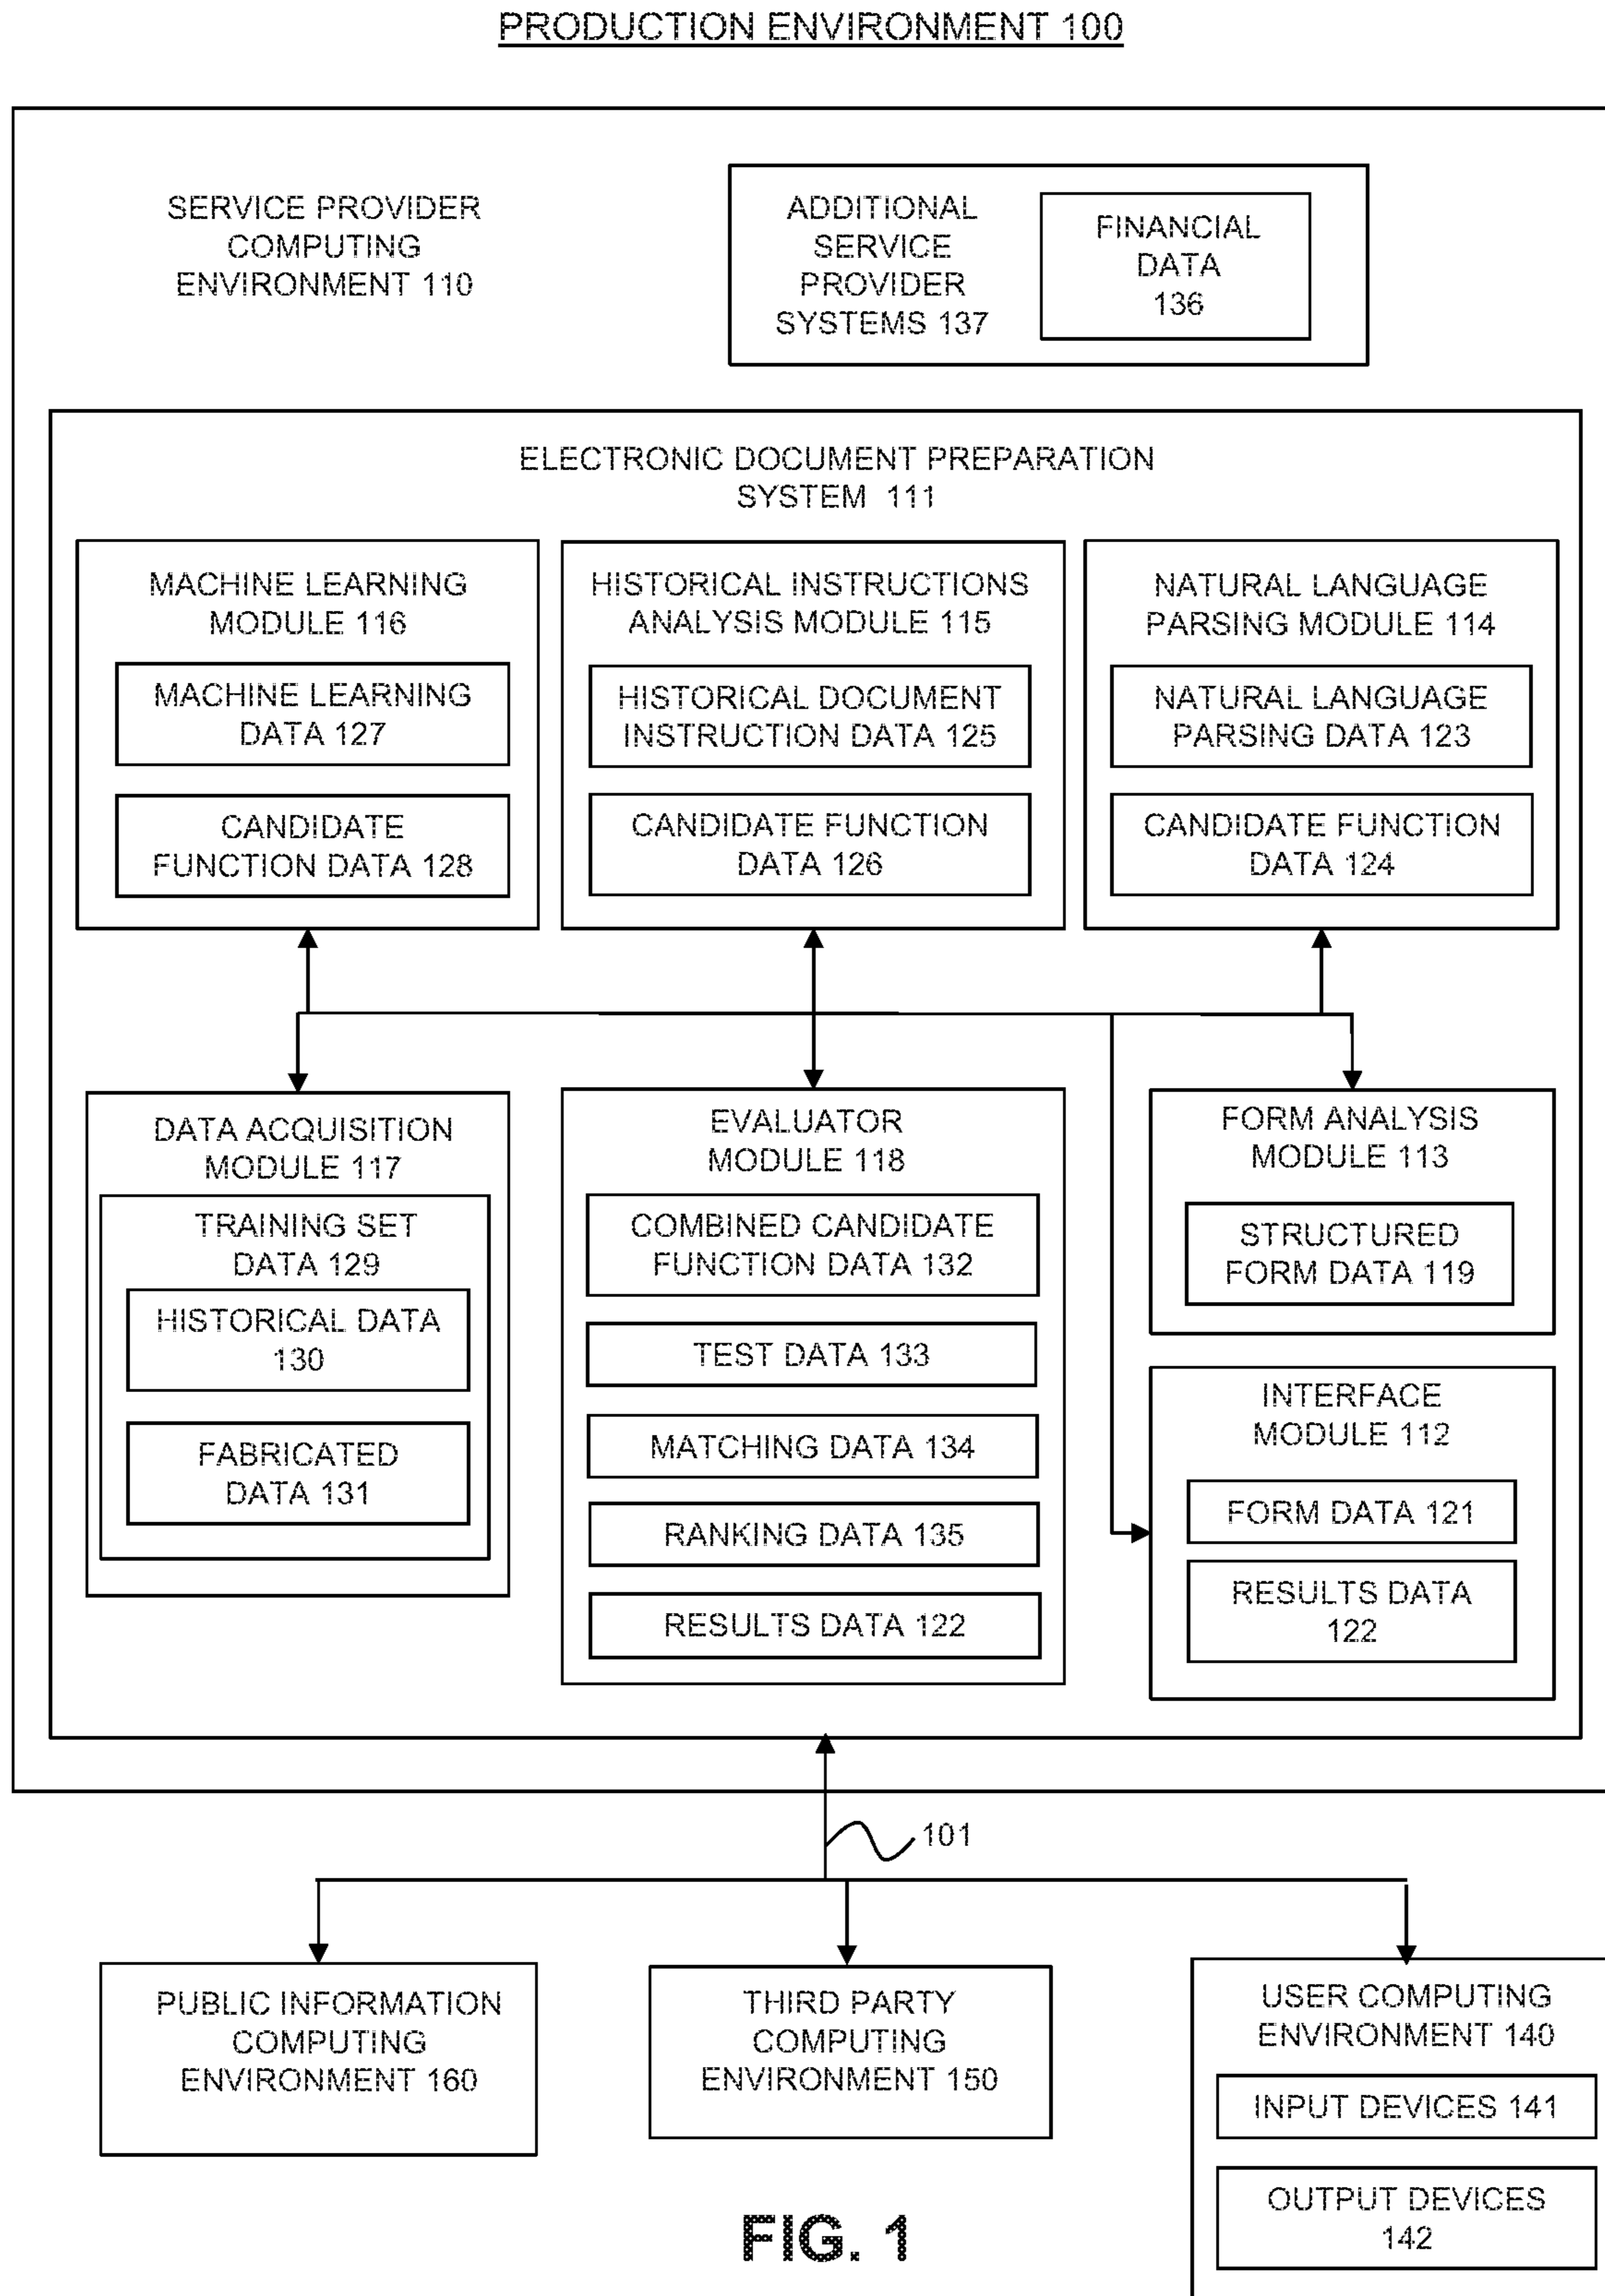 PRODUCTION ENVIRONMENT 100
SERVICE PROVIDER
COMPUTING
ENVIRONMENT 110
ADDITIONAL
SERVICE
PROVIDER
SYSTEMS 137
FINANCIAL
DATA
136
ELECTRONIC DOCUMENT PREPARATION
SYSTEM 111
MACHINE LEARNING
MODULE 116
MACHINE LEARNING
DATA 127
CANDIDATE
FUNCTION DATA 128
HISTORICAL INSTRUCTIONS
ANALYSIS MODULE 115
HISTORICAL DOCUMENT
INSTRUCTION DATA 125
CANDIDATE FUNCTION
DATA 126
NATURAL LANGUAGE
PARSING MODULE 114
NATURAL LANGUAGE
PARSING DATA 123
CANDIDATE FUNCTION
DATA 124
DATA ACQUISITION
MODULE 117
TRAINING SET
DATA 129
HISTORICAL DATA
130
FABRICATED
DATA 131
EVALUATOR
MODULE 118
COMBINED CANDIDATE
FUNCTION DATA 132
TEST DATA 133
MATCHING DATA 134
RANKING DATA 135
RESULTS DATA 122
FORM ANALYSIS
MODULE 113
STRUCTURED
FORM DATA 119
INTERFACE
MODULE 112
FORM DATA 121
RESULTS DATA
122
101
PUBLIC INFORMATION
COMPUTING
ENVIRONMENT 160
THIRD PARTY
COMPUTING
ENVIRONMENT 150
USER COMPUTING
ENVIRONMENT 140
INPUT DEVICES 141
OUTPUT DEVICES
142
FIG. 1